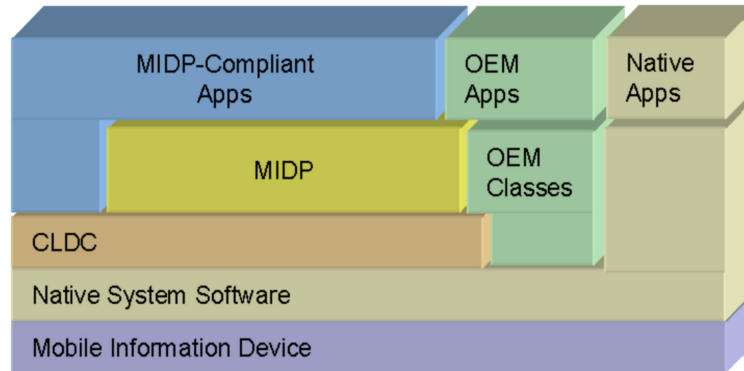 MIDP-Compliant
Apps
OEM
Apps
Native
Apps
MIDP
OEM
Classes
CLDC
Native System Software
Mobile Information Device